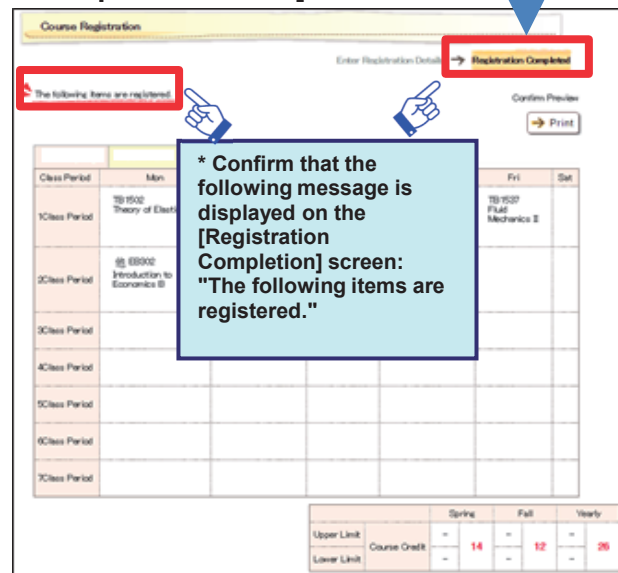 Course Registration
Enter Registration Details → Registration Completed
The following items are registered.
Confirm Preview
→ Print
* Confirm that the
following message is
displayed on the
[Registration
Completion] screen:
"The following items are
registered."
Class Period Mon Fri Sat
1Class Period
TB1502
Theory of Elasti
TB1537
Fluid
Mechanics II
2Class Period
他 EB302
Introduction to
Economics B
3Class Period
4Class Period
5Class Period
6Class Period
7Class Period
Spring Fall Yearly
Upper Limit - - -
Course Credit 14 12 26
Lower Limit - - -